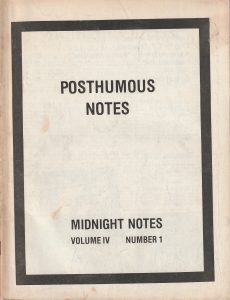 POSTHUMOUS
NOTES
MIDNIGHT NOTES
VOLUME IV NUMBER 1